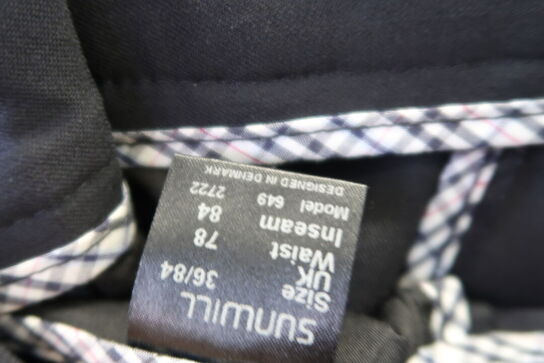 SUNWILL
Size 36/84
UK
Waist 78
Inseam 84
Model 649 2722
DESIGNED IN DENMARK